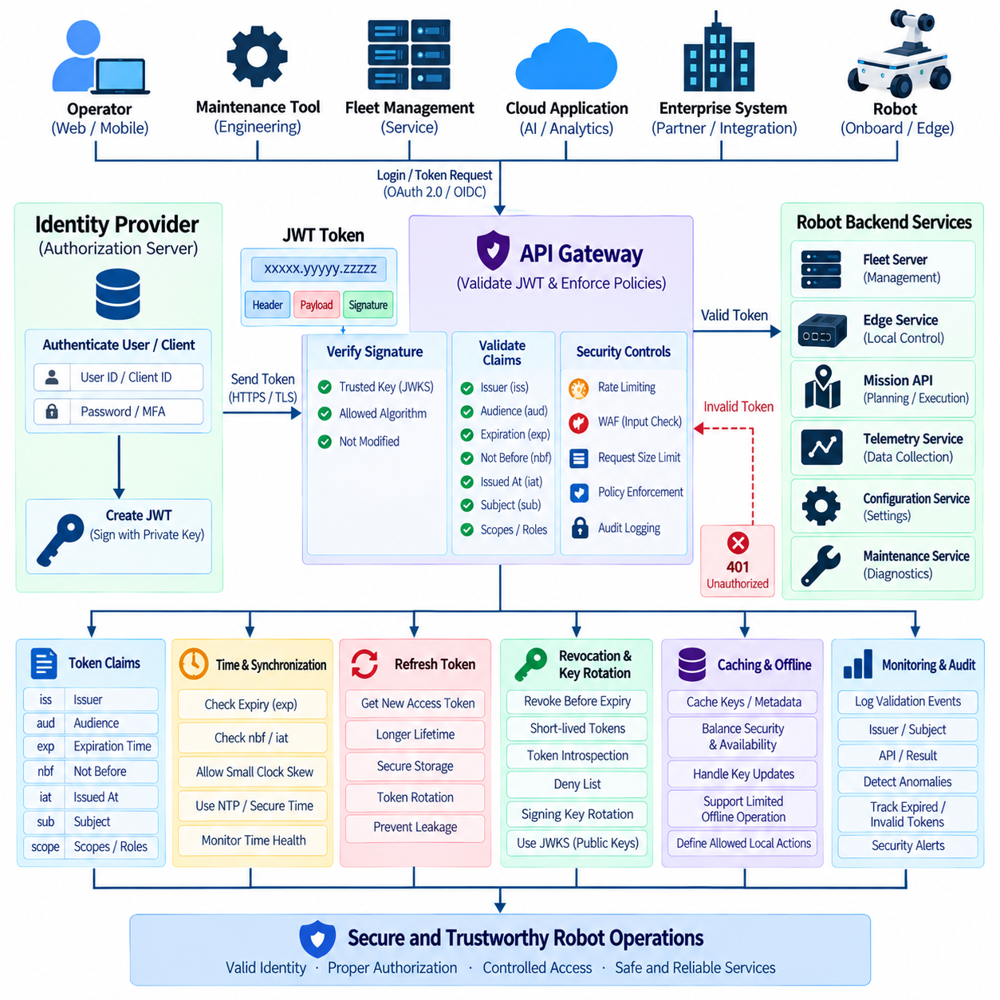 Operator
(Web / Mobile)
Maintenance Tool
(Engineering)
Fleet Management
(Service)
Cloud Application
(AI / Analytics)
Enterprise System
(Partner / Integration)
Robot
(Onboard / Edge)
Login / Token Request
(OAuth 2.0 / OIDC)
Identity Provider
(Authorization Server)
Authenticate User / Client
User ID / Client ID
Password / MFA
Create JWT
(Sign with Private Key)
JWT Token
xxxxx.yyyyy.zzzzz
Header
Payload
Signature
Send Token
(HTTPS / TLS)
API Gateway
(Validate JWT & Enforce Policies)
Verify Signature
Trusted Key (JWKS)
Allowed Algorithm
Not Modified
Validate
Claims
Issuer (iss)
Audience (aud)
Expiration (exp)
Not Before (nbf)
Issued At (iat)
Subject (sub)
Scopes / Roles
Security Controls
Rate Limiting
WAF (Input Check)
Request Size Limit
Policy Enforcement
Audit Logging
Valid Token
Invalid Token
401
Unauthorized
Robot Backend Services
Fleet Server
(Management)
Edge Service
(Local Control)
Mission API
(Planning / Execution)
Telemetry Service
(Data Collection)
Configuration Service
(Settings)
Maintenance Service
(Diagnostics)
Token Claims
iss Issuer
aud Audience
exp Expiration Time
nbf Not Before
iat Issued At
sub Subject
scope Scopes / Roles
Time & Synchronization
Check Expiry (exp)
Check nbf / iat
Allow Small Clock Skew
Use NTP / Secure Time
Monitor Time Health
Refresh Token
Get New Access Token
Longer Lifetime
Secure Storage
Token Rotation
Prevent Leakage
Revocation &
Key Rotation
Revoke Before Expiry
Short-lived Tokens
Token Introspection
Deny List
Signing Key Rotation
Use JWKS (Public Keys)
Caching & Offline
Cache Keys / Metadata
Balance Security
& Availability
Handle Key Updates
Support Limited
Offline Operation
Define Allowed Local Actions
Monitoring & Audit
Log Validation Events
Issuer / Subject
API / Result
Detect Anomalies
Track Expired /
Invalid Tokens
Security Alerts
Secure and Trustworthy Robot Operations
Valid Identity · Proper Authorization · Controlled Access · Safe and Reliable Services